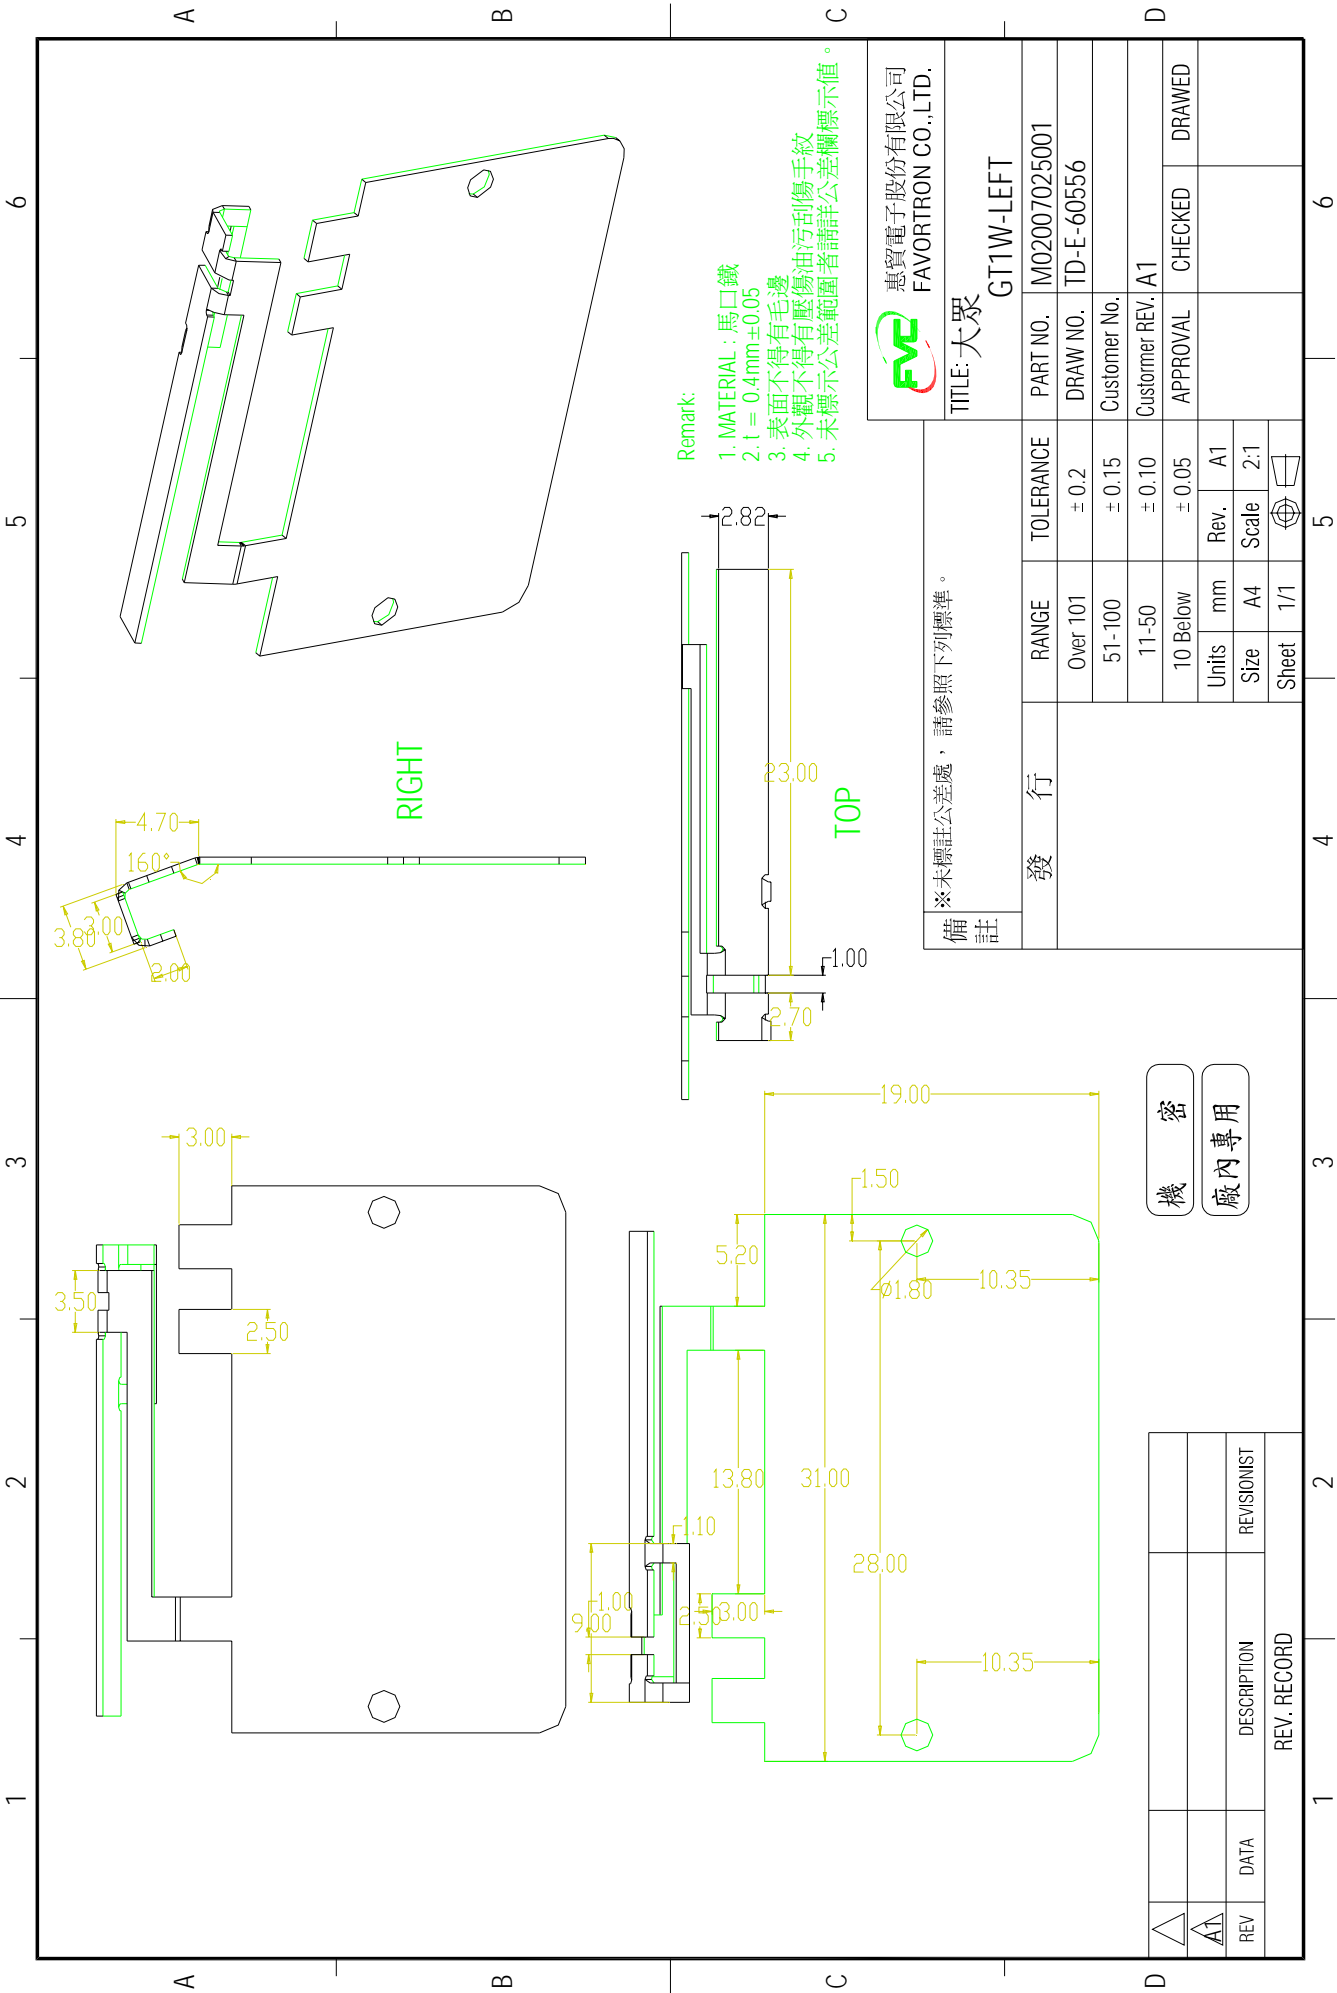 1
2
3
4
5
6
A
B
C
D
A
B
C
D
1
2
3
4
5
6
3.50
3.00
2.50
4.70
160°
3.80
3.00
2.00
RIGHT
9.00
1.00
1.10
2.50
3.00
13.80
5.20
31.00
28.00
1.50
19.00
10.35
10.35
ø1.80
2.82
23.00
1.00
2.70
TOP
Remark:
1. MATERIAL : 馬口鐵
2. t = 0.4mm±0.05
3. 表面不得有毛邊
4. 外觀不得有壓傷油污刮傷手紋
5. 未標示公差範圍者請詳公差欄標示值。
機 密
廠內專用
A1
REV DATA DESCRIPTION REVISIONIST
REV. RECORD
備註
※未標註公差處，請參照下列標準。
發 行
RANGE TOLERANCE
Over 101 ± 0.2
51-100 ± 0.15
11-50 ± 0.10
10 Below ± 0.05
Units mm Rev. A1
Size A4 Scale 2:1
Sheet 1/1
FVC
惠貿電子股份有限公司
FAVORTRON CO.,LTD.
TITLE: 大眾
GT1W-LEFT
PART NO. M02007025001
DRAW NO. TD-E-60556
Customer No.
Custormer REV. A1
APPROVAL CHECKED DRAWED